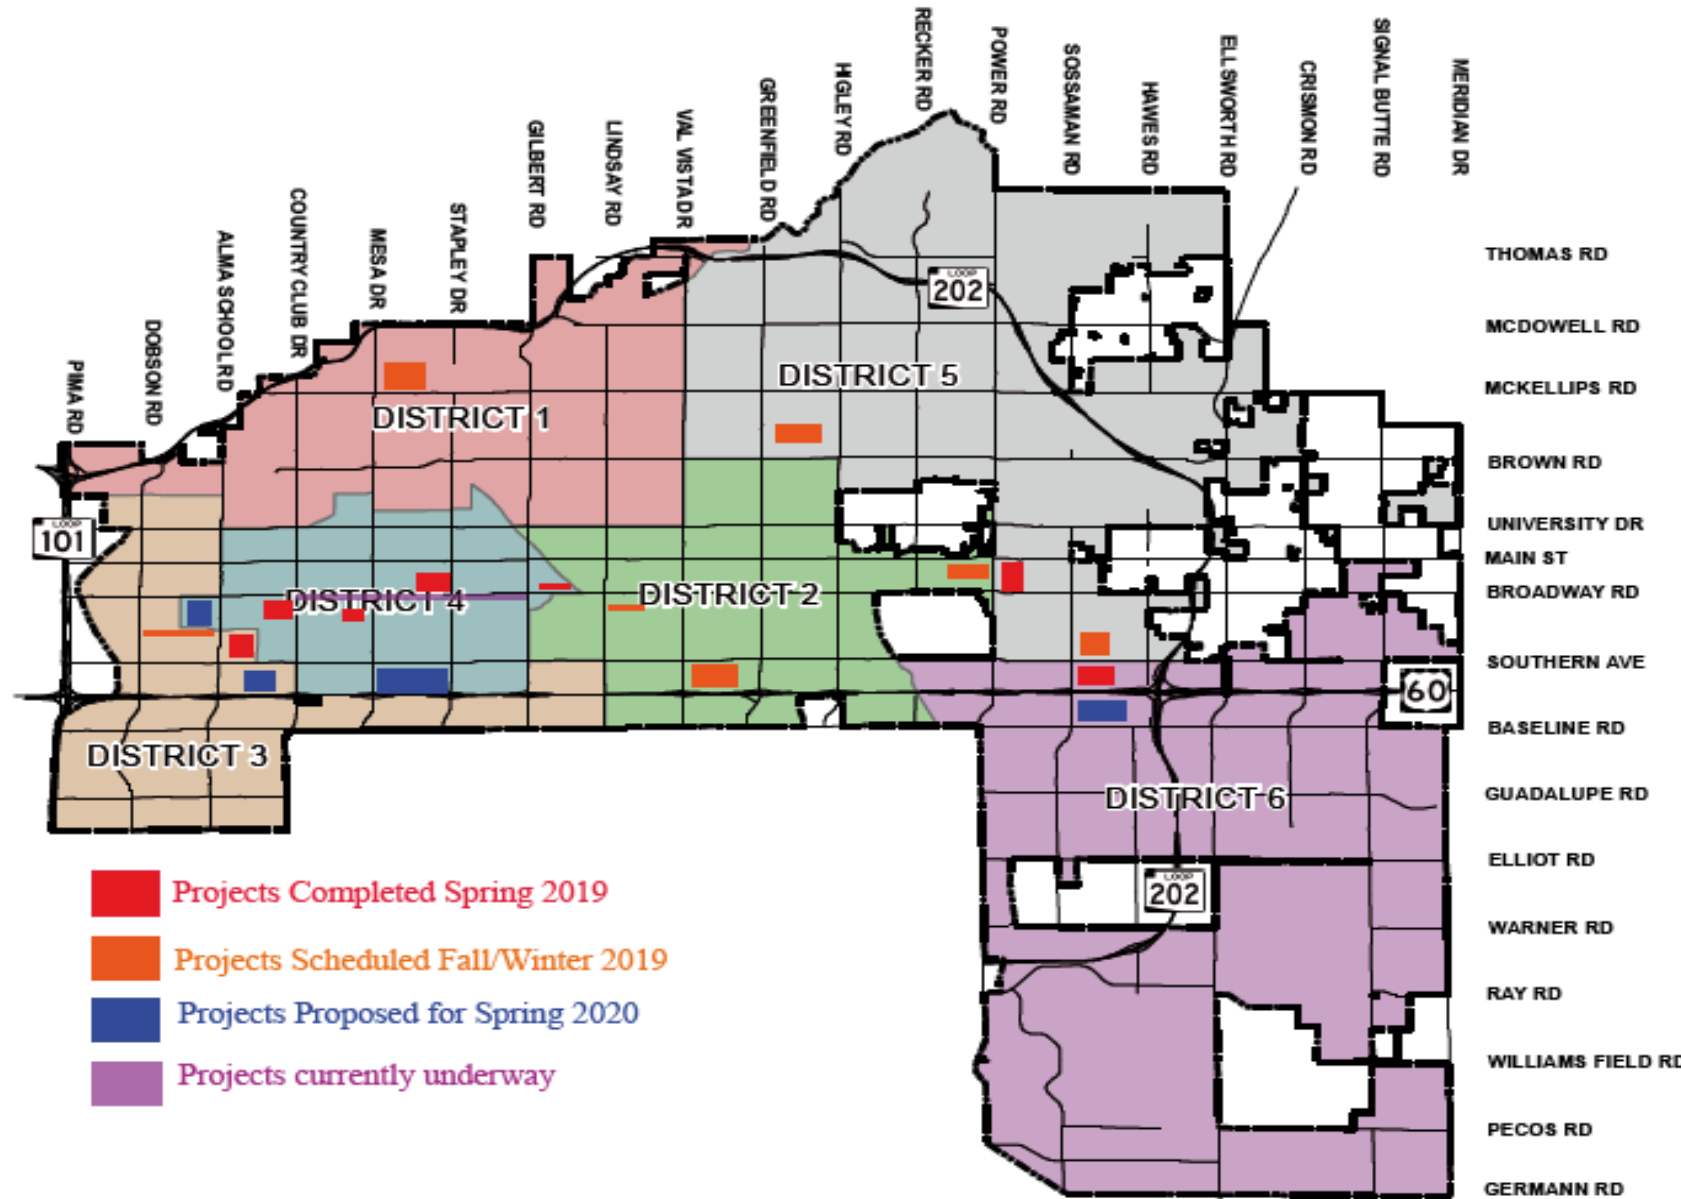 PIMA RD
DOBSON RD
ALMA SCHOOL RD
COUNTRY CLUB DR
MESA DR
STAPLEY DR
GILBERT RD
LINDSAY RD
VAL VISTA DR
GREENFIELD RD
HIGLEY RD
RECKER RD
POWER RD
SOSSAMAN RD
HAWES RD
ELLSWORTH RD
CRISMON RD
SIGNAL BUTTE RD
MERIDIAN DR
THOMAS RD
MCDOWELL RD
MCKELLIPS RD
BROWN RD
UNIVERSITY DR
MAIN ST
BROADWAY RD
SOUTHERN AVE
BASELINE RD
GUADALUPE RD
ELLIOT RD
WARNER RD
RAY RD
WILLIAMS FIELD RD
PECOS RD
GERMANN RD
LOOP
202
DISTRICT 5
DISTRICT 1
LOOP
101
DISTRICT 4
DISTRICT 2
60
DISTRICT 3
DISTRICT 6
LOOP
202
Projects Completed Spring 2019
Projects Scheduled Fall/Winter 2019
Projects Proposed for Spring 2020
Projects currently underway